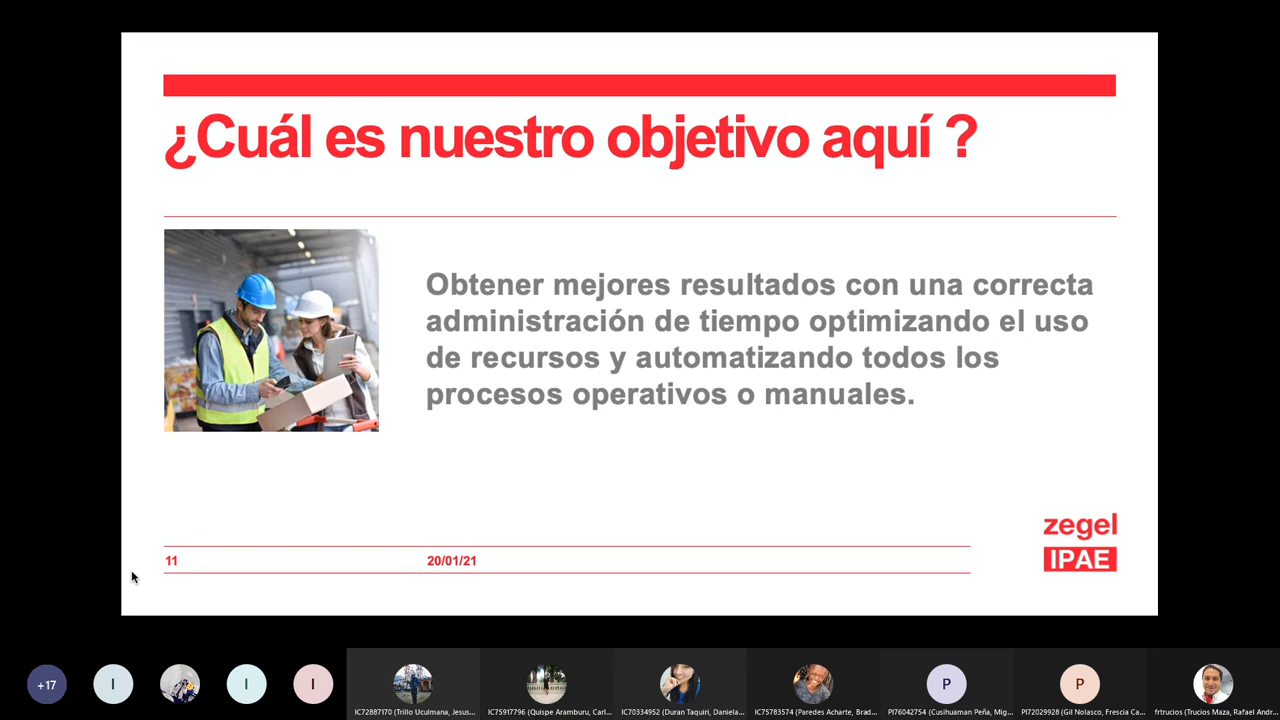 ¿Cuál es nuestro objetivo aquí ?
Obtener mejores resultados con una correcta
administración de tiempo optimizando el uso
de recursos y automatizando todos los
procesos operativos o manuales.
zegel
IPAE
11
20/01/21
+17
I
I
I
P
P
IC72887170 (Trillo Uculmana, Jesus...
IC75917796 (Quispe Aramburu, Carl...
IC70334952 (Duran Taquiri, Daniela...
IC75783574 (Paredes Acharte, Brad...
PI76042754 (Cusihuaman Peña, Mig...
PI72029928 (Gil Nolasco, Frescia Ca...
frtrucios (Trucios Maza, Rafael Andr...